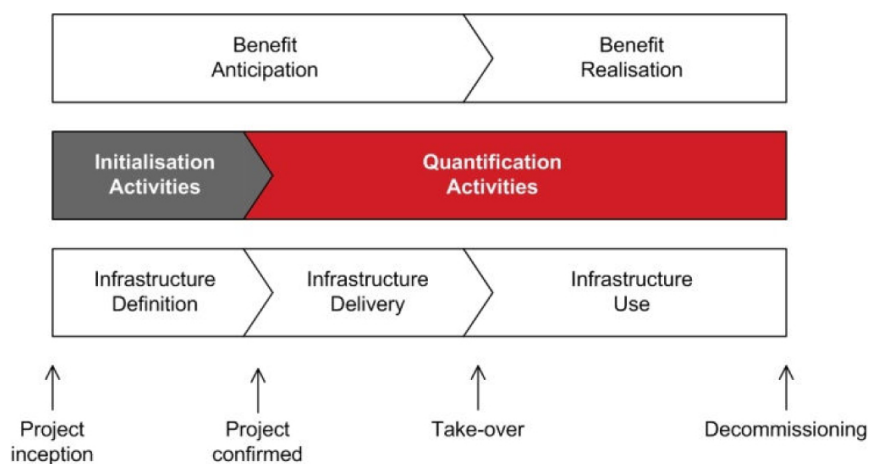 Benefit
Anticipation
Benefit
Realisation
Initialisation
Activities
Quantification
Activities
Infrastructure
Definition
Infrastructure
Delivery
Infrastructure
Use
Project
inception
Project
confirmed
Take-over
Decommissioning